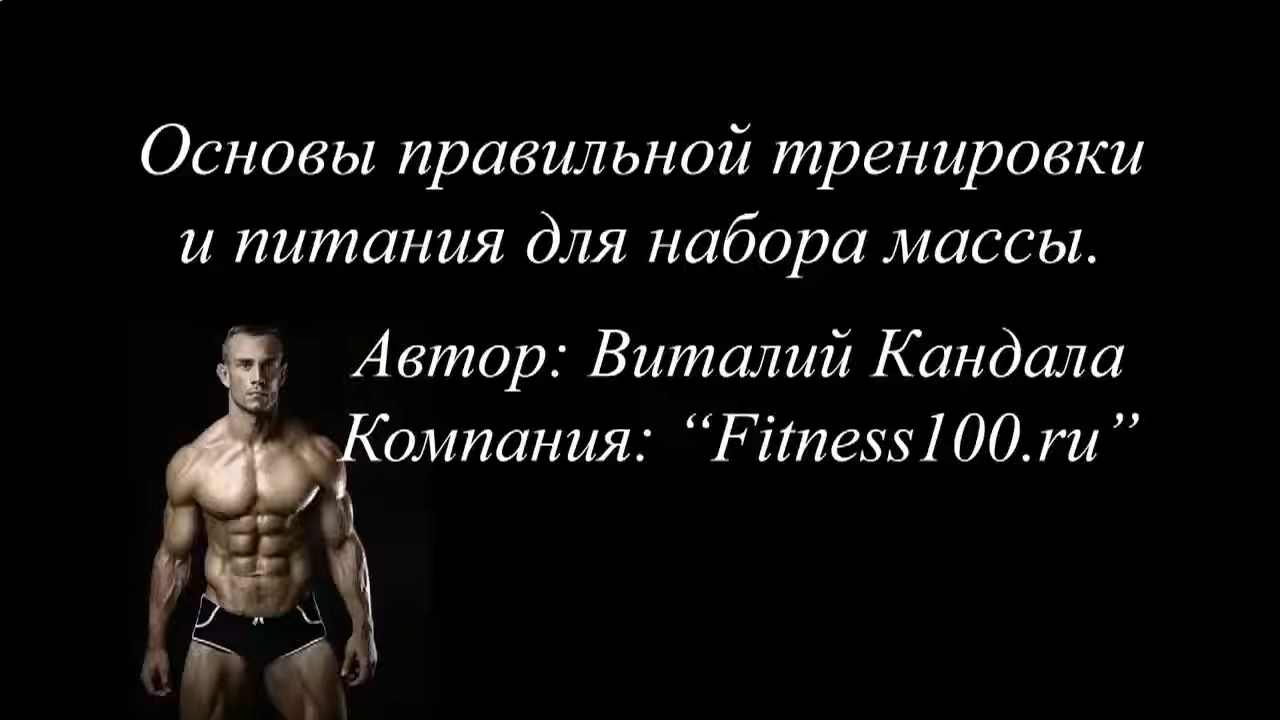 Основы правильной тренировки
и питания для набора массы.
Автор: Виталий Кандала
Компания: “Fitness100.ru”